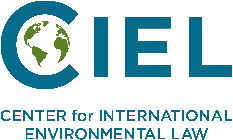 CIEL
CENTER for INTERNATIONAL
ENVIRONMENTAL LAW